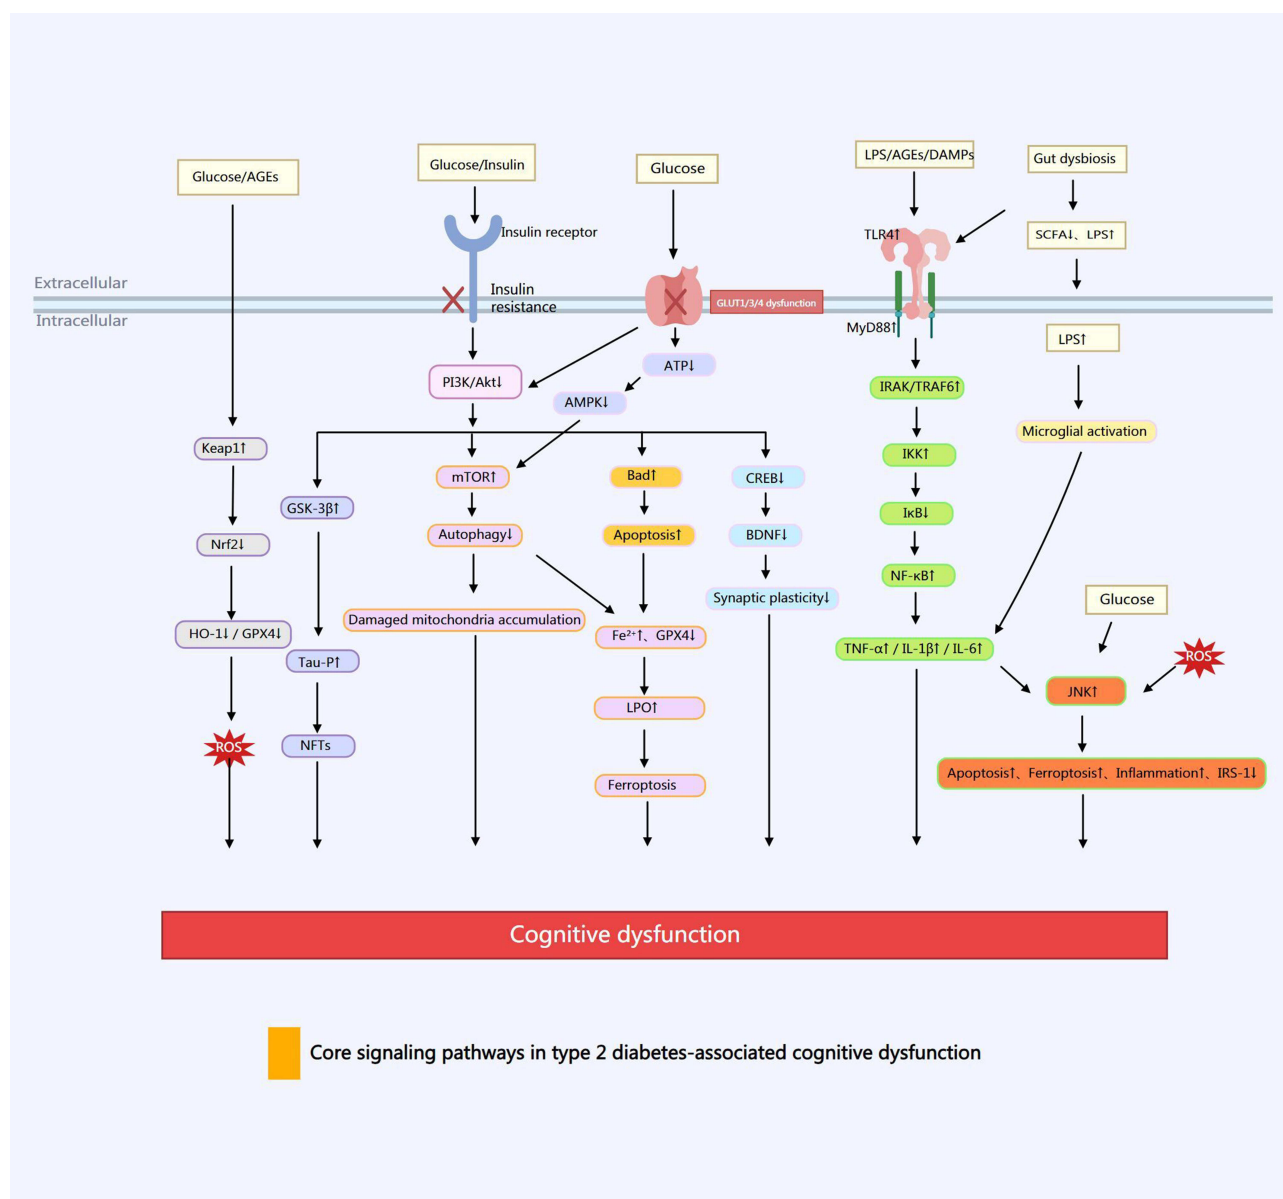 Glucose/AGEs
Glucose/Insulin
Glucose
LPS/AGEs/DAMPs
Gut dysbiosis
Insulin receptor
TLR4↑
SCFA↓、LPS↑
Extracellular
Intracellular
Insulin
resistance
GLUT1/3/4 dysfunction
MyD88↑
LPS↑
PI3K/Akt↓
ATP↓
AMPK↓
IRAK/TRAF6↑
Microglial activation
Keap1↑
GSK-3β↑
mTOR↑
Bad↑
CREB↓
IKK↑
Nrf2↓
Autophagy↓
Apoptosis↑
BDNF↓
IκB↓
NF-κB↑
Synaptic plasticity↓
Glucose
HO-1↓ / GPX4↓
Damaged mitochondria accumulation
Fe²⁺↑、GPX4↓
TNF-α↑ / IL-1β↑ / IL-6↑
ROS
Tau-P↑
LPO↑
JNK↑
ROS
NFTs
Ferroptosis
Apoptosis↑、Ferroptosis↑、Inflammation↑、IRS-1↓
Cognitive dysfunction
Core signaling pathways in type 2 diabetes-associated cognitive dysfunction